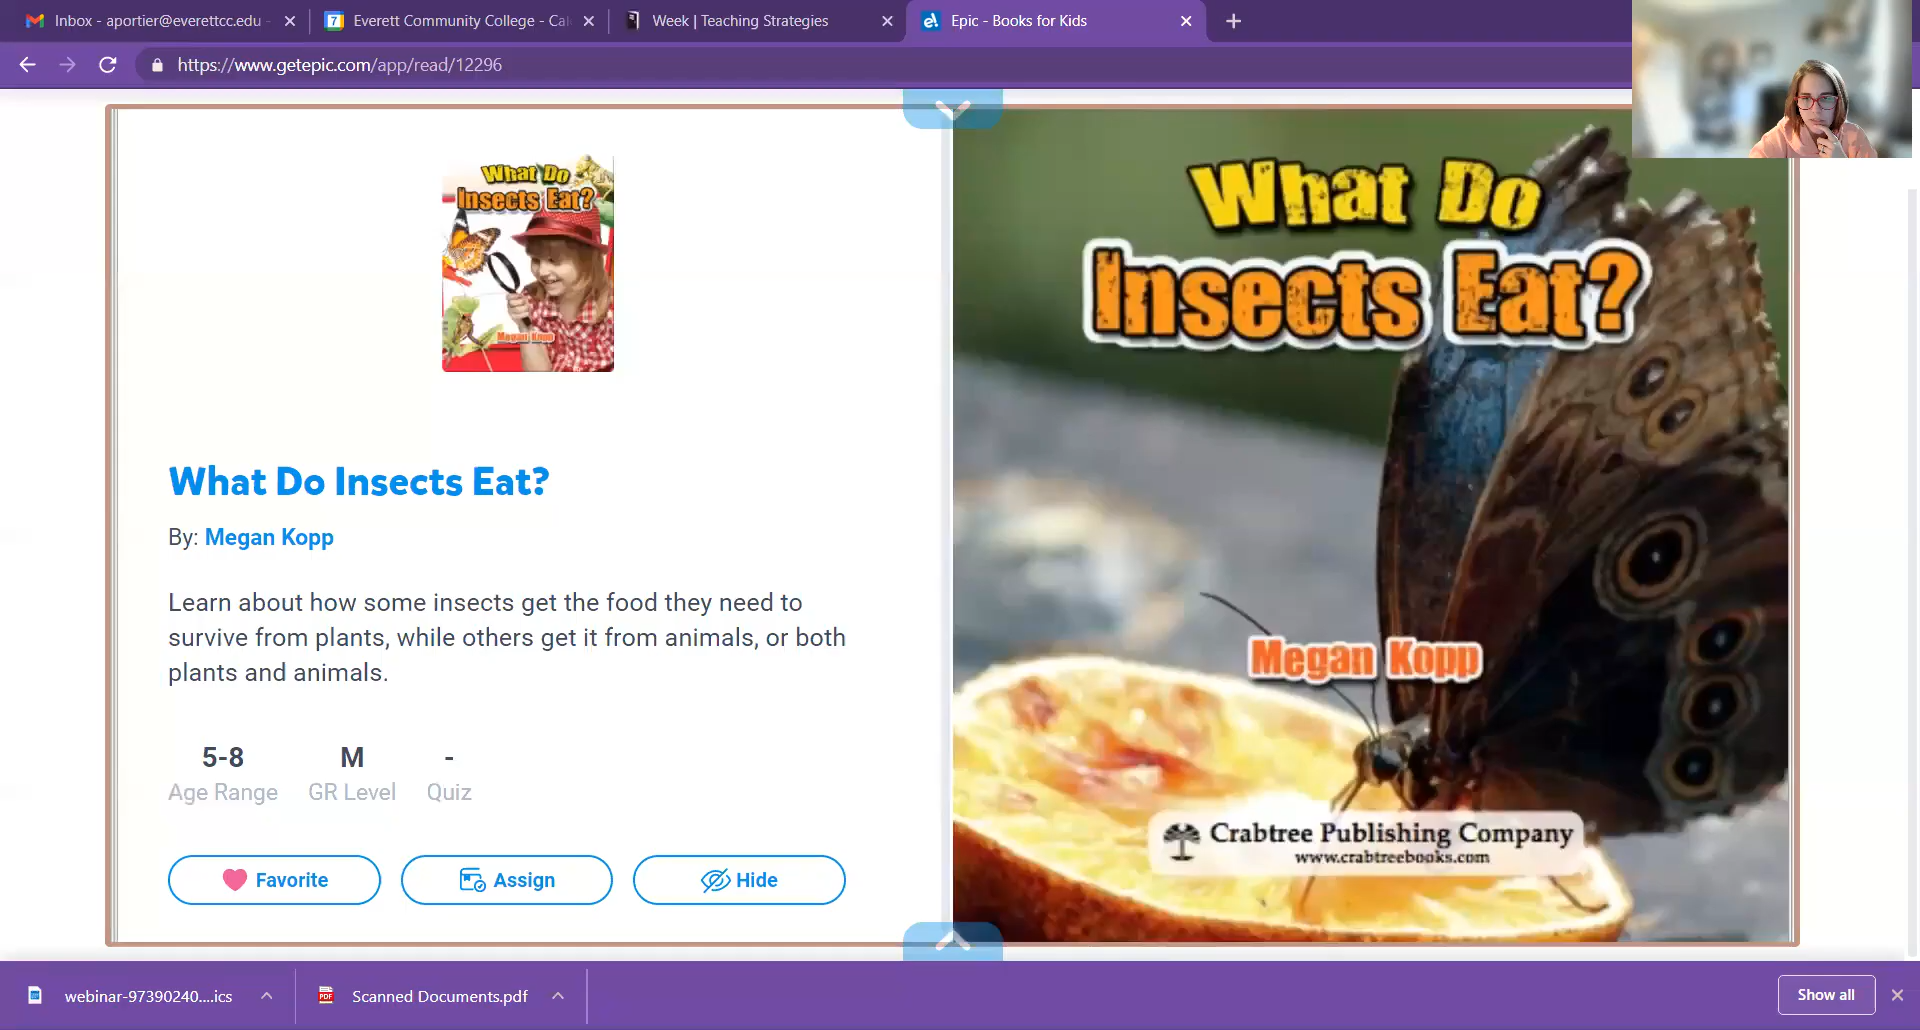 Inbox - aportier@everettcc.edu -
Everett Community College - Cal
Week | Teaching Strategies
Epic - Books for Kids
https://www.getepic.com/app/read/12296
What Do
Insects Eat?
Megan Kopp
What Do Insects Eat?
By: Megan Kopp
Learn about how some insects get the food they need to
survive from plants, while others get it from animals, or both
plants and animals.
5-8 M -
Age Range GR Level Quiz
Favorite Assign Hide
What Do
Insects Eat?
Megan Kopp
Crabtree Publishing Company
www.crabtreebooks.com
webinar-97390240....ics
PDF Scanned Documents.pdf
Show all